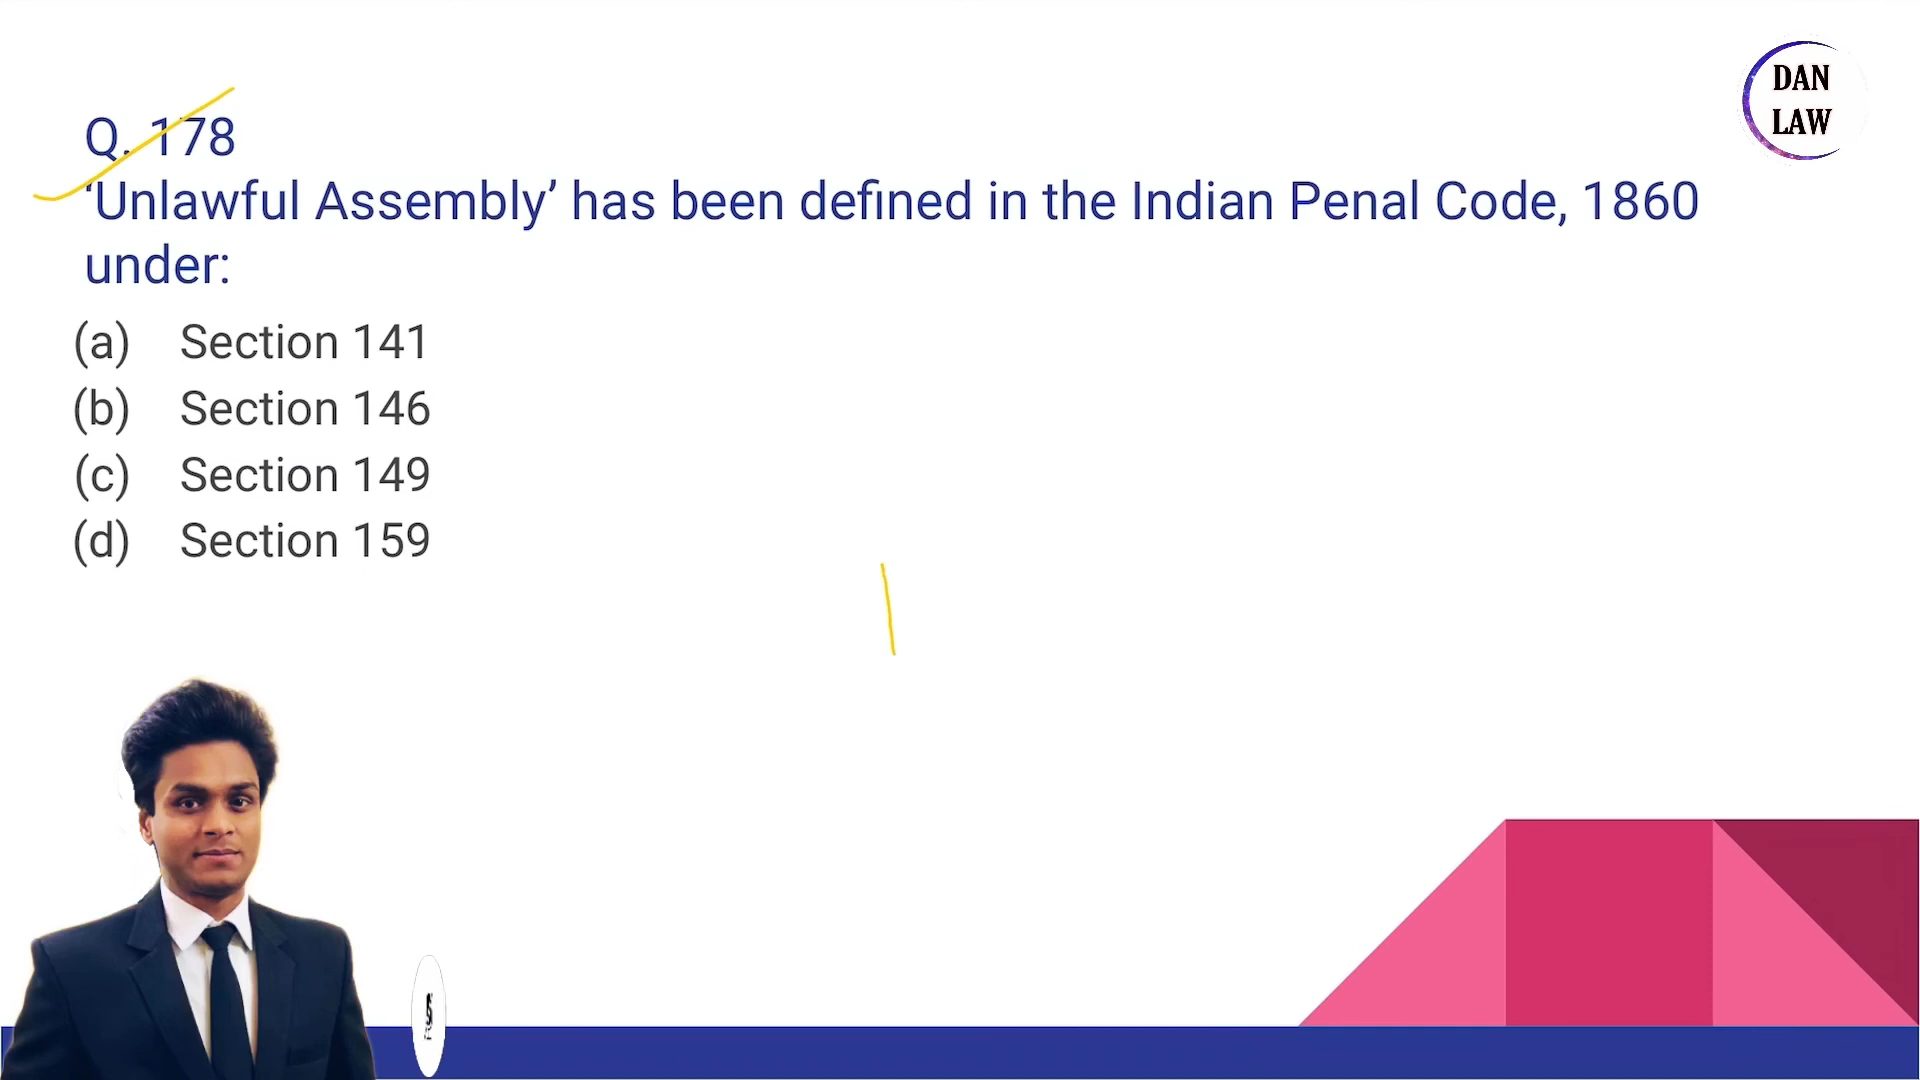 DAN
LAW
Q. 178
‘Unlawful Assembly’ has been defined in the Indian Penal Code, 1860
under:
(a) Section 141
(b) Section 146
(c) Section 149
(d) Section 159